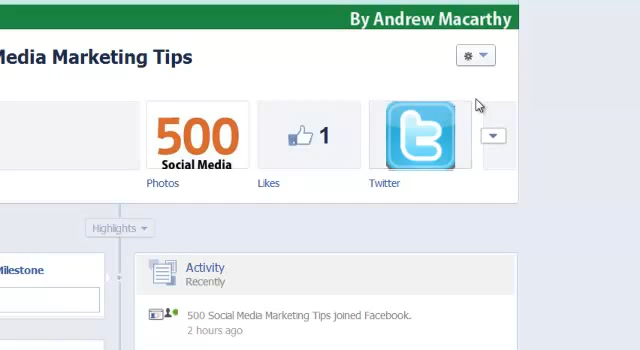 By Andrew Macarthy
Media Marketing Tips
500
Social Media
1
Photos
Likes
Twitter
Highlights
Milestone
Activity
Recently
500 Social Media Marketing Tips joined Facebook.
2 hours ago